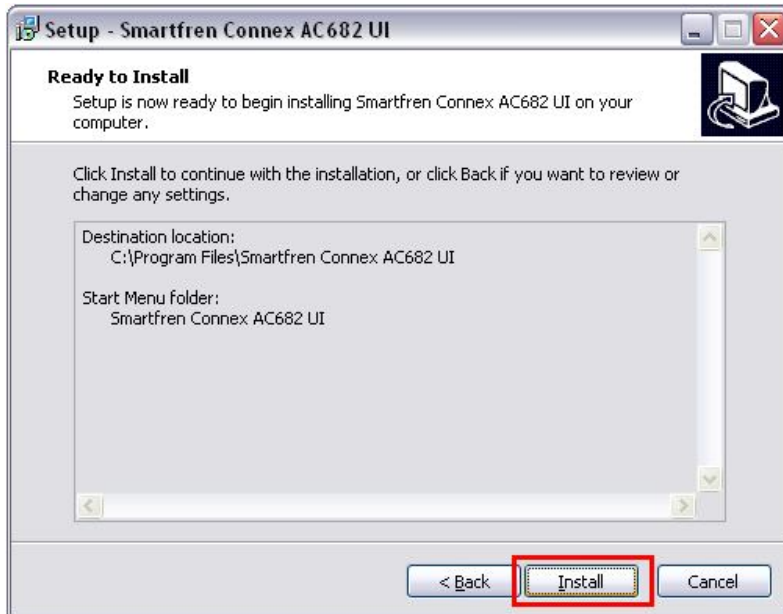 Setup - Smartfren Connex AC682 UI
Ready to Install
Setup is now ready to begin installing Smartfren Connex AC682 UI on your
computer.
Click Install to continue with the installation, or click Back if you want to review or
change any settings.
Destination location:
C:\Program Files\Smartfren Connex AC682 UI
Start Menu folder:
Smartfren Connex AC682 UI
< Back Install Cancel